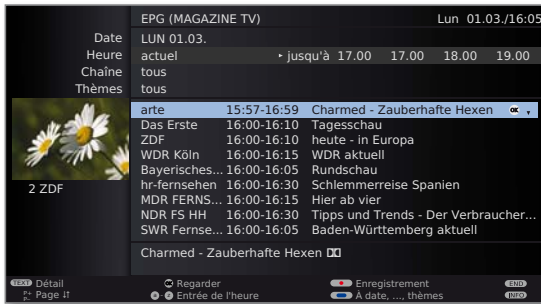 EPG (MAGAZINE TV) Lun 01.03./16:05
Date LUN 01.03.
Heure actuel ‣ jusqu'à 17.00 17.00 18.00 19.00
Chaîne tous
Thèmes tous
arte 15:57-16:59 Charmed - Zauberhafte Hexen OK
Das Erste 16:00-16:10 Tagesschau
ZDF 16:00-16:10 heute - in Europa
WDR Köln 16:00-16:15 WDR aktuell
Bayerisches... 16:00-16:05 Rundschau
hr-fernsehen 16:00-16:30 Schlemmerreise Spanien
MDR FERNS... 16:00-16:15 Hier ab vier
NDR FS HH 16:00-16:30 Tipps und Trends - Der Verbraucher...
SWR Fernse... 16:00-16:05 Baden-Württemberg aktuell
2 ZDF
Charmed - Zauberhafte Hexen
TEXT Détail OK Regarder Enregistrement END
P+ P- Page Entrée de l'heure À date, ..., thèmes INFO